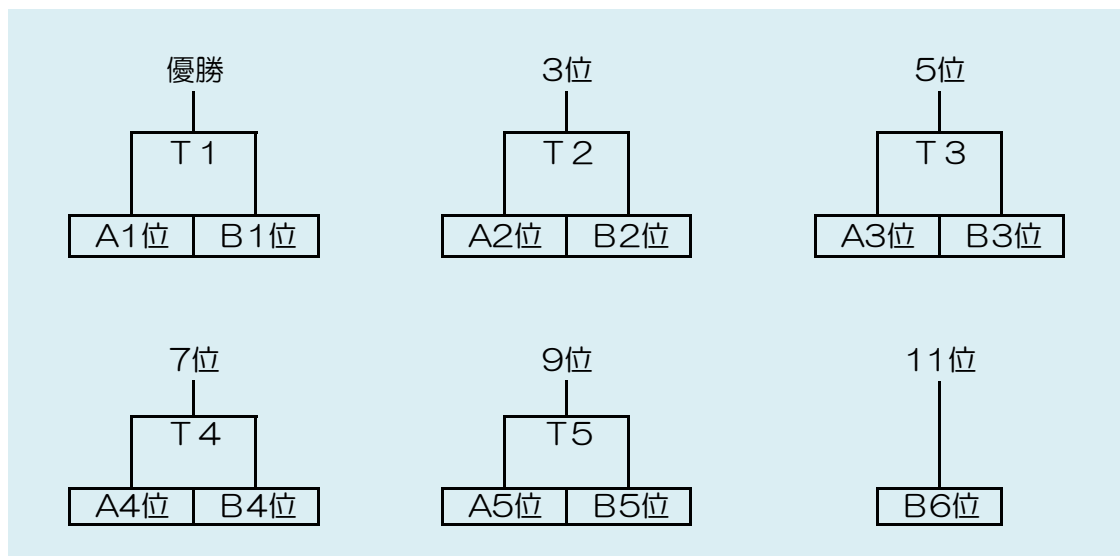 優勝 3位 5位
T1 T2 T3
A1位 B1位 A2位 B2位 A3位 B3位
7位 9位 11位
T4 T5
A4位 B4位 A5位 B5位 B6位